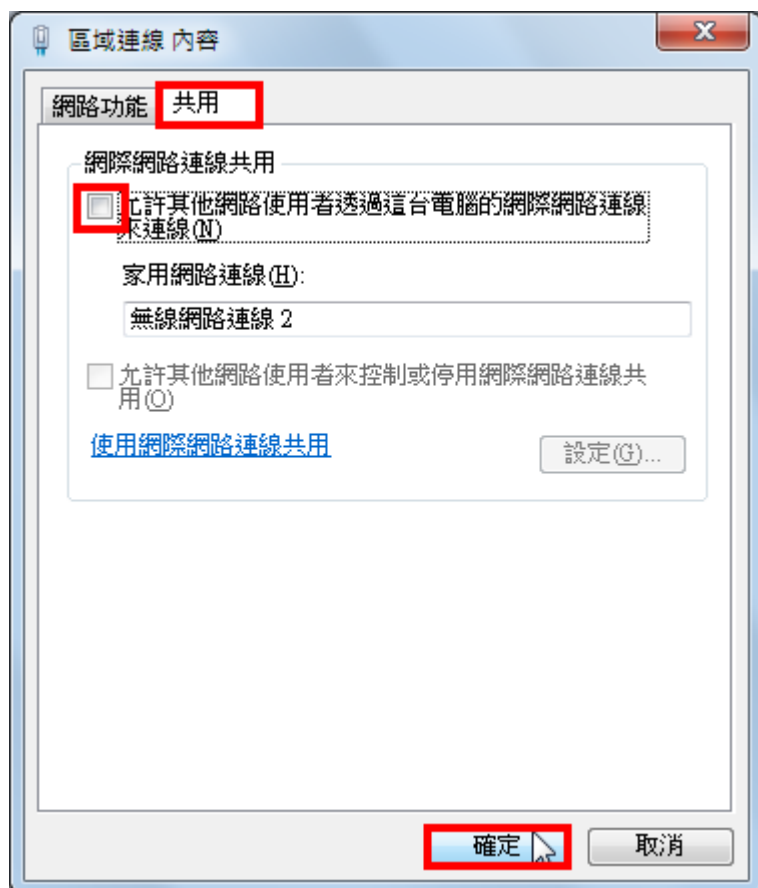 區域連線 內容
網路功能 共用
網際網路連線共用
允許其他網路使用者透過這台電腦的網際網路連線
來連線(N)
家用網路連線(H):
無線網路連線 2
允許其他網路使用者來控制或停用網際網路連線共
用(O)
使用網際網路連線共用
設定(G)...
確定 取消